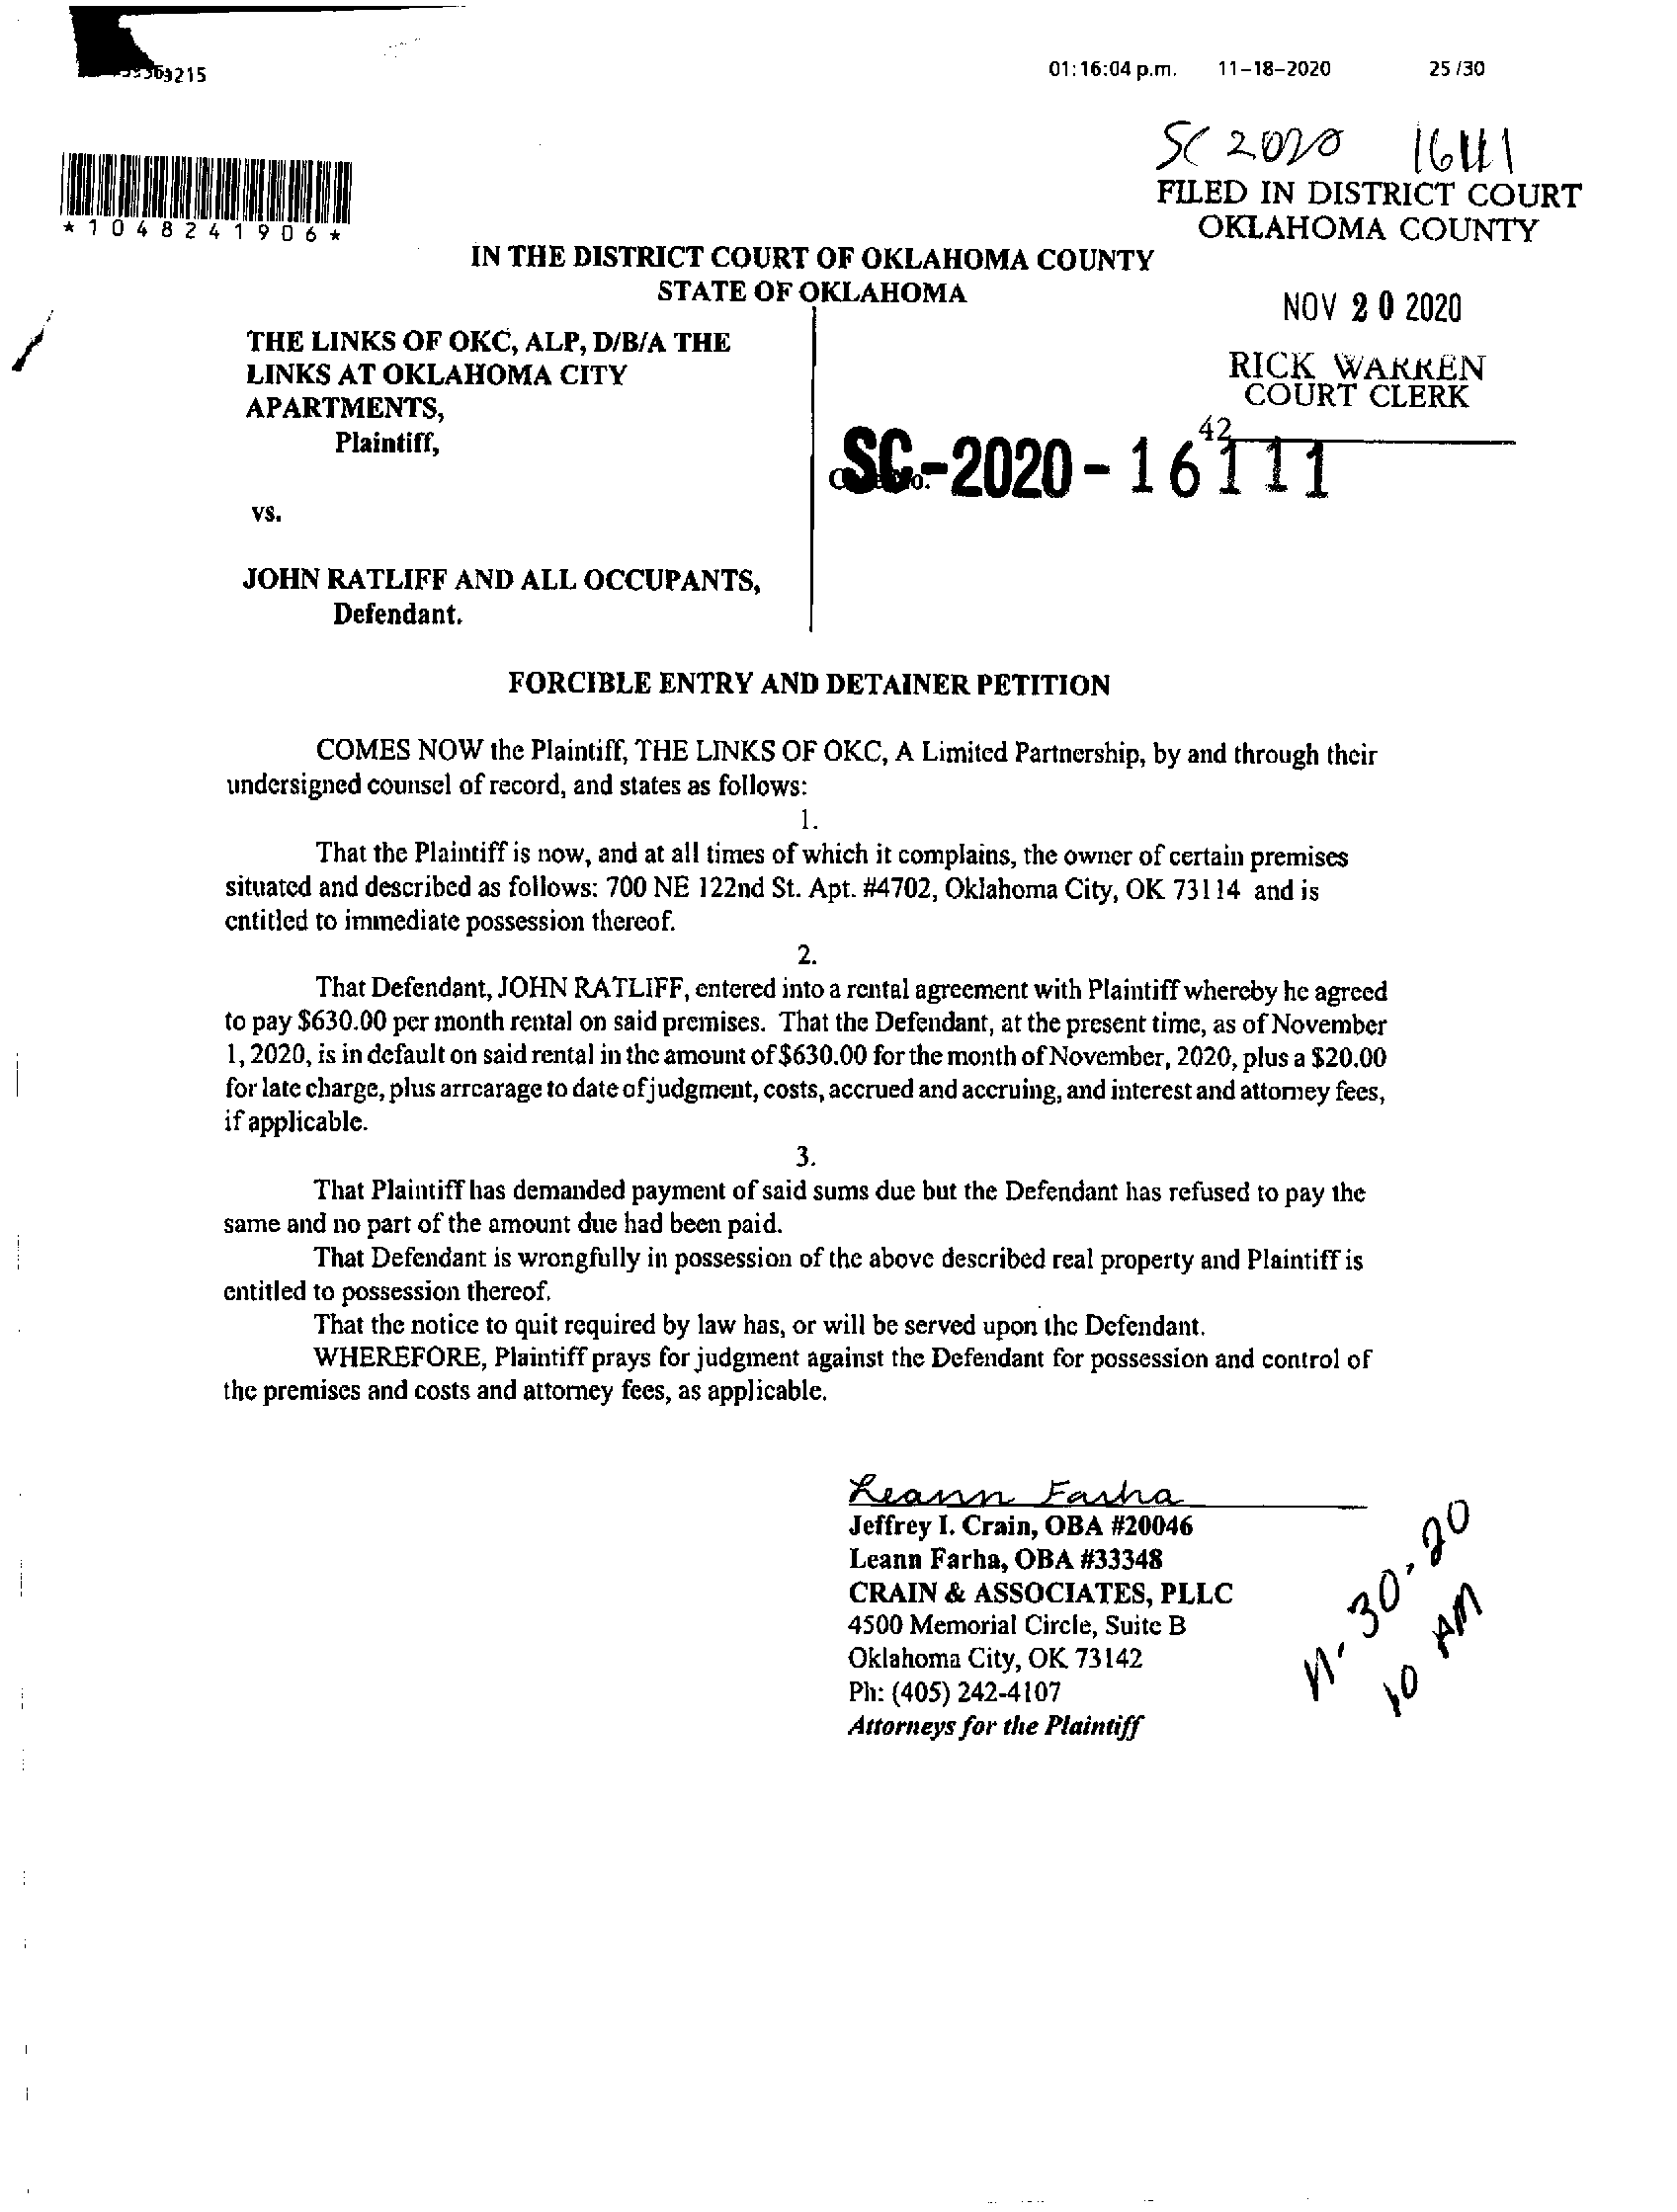 01:16:04 p.m. 11-18-2020 25/30
SC 2020 16111
FILED IN DISTRICT COURT
OKLAHOMA COUNTY
*1048241906*
IN THE DISTRICT COURT OF OKLAHOMA COUNTY
STATE OF OKLAHOMA
NOV 20 2020
RICK WARREN
COURT CLERK
42
THE LINKS OF OKC, ALP, D/B/A THE
LINKS AT OKLAHOMA CITY
APARTMENTS,
Plaintiff,
SC-2020-16111
vs.
JOHN RATLIFF AND ALL OCCUPANTS,
Defendant.
FORCIBLE ENTRY AND DETAINER PETITION
COMES NOW the Plaintiff, THE LINKS OF OKC, A Limited Partnership, by and through their
undersigned counsel of record, and states as follows:
1.
That the Plaintiff is now, and at all times of which it complains, the owner of certain premises
situated and described as follows: 700 NE 122nd St. Apt. #4702, Oklahoma City, OK 73114 and is
entitled to immediate possession thereof.
2.
That Defendant, JOHN RATLIFF, entered into a rental agreement with Plaintiff whereby he agreed
to pay $630.00 per month rental on said premises. That the Defendant, at the present time, as of November
1, 2020, is in default on said rental in the amount of $630.00 for the month of November, 2020, plus a $20.00
for late charge, plus arrearage to date of judgment, costs, accrued and accruing, and interest and attorney fees,
if applicable.
3.
That Plaintiff has demanded payment of said sums due but the Defendant has refused to pay the
same and no part of the amount due had been paid.
That Defendant is wrongfully in possession of the above described real property and Plaintiff is
entitled to possession thereof.
That the notice to quit required by law has, or will be served upon the Defendant.
WHEREFORE, Plaintiff prays for judgment against the Defendant for possession and control of
the premises and costs and attorney fees, as applicable.
Leann Farha
Jeffrey I. Crain, OBA #20046
Leann Farha, OBA #33348
CRAIN & ASSOCIATES, PLLC
4500 Memorial Circle, Suite B
Oklahoma City, OK 73142
Ph: (405) 242-4107
Attorneys for the Plaintiff
11.30.20
10 AM